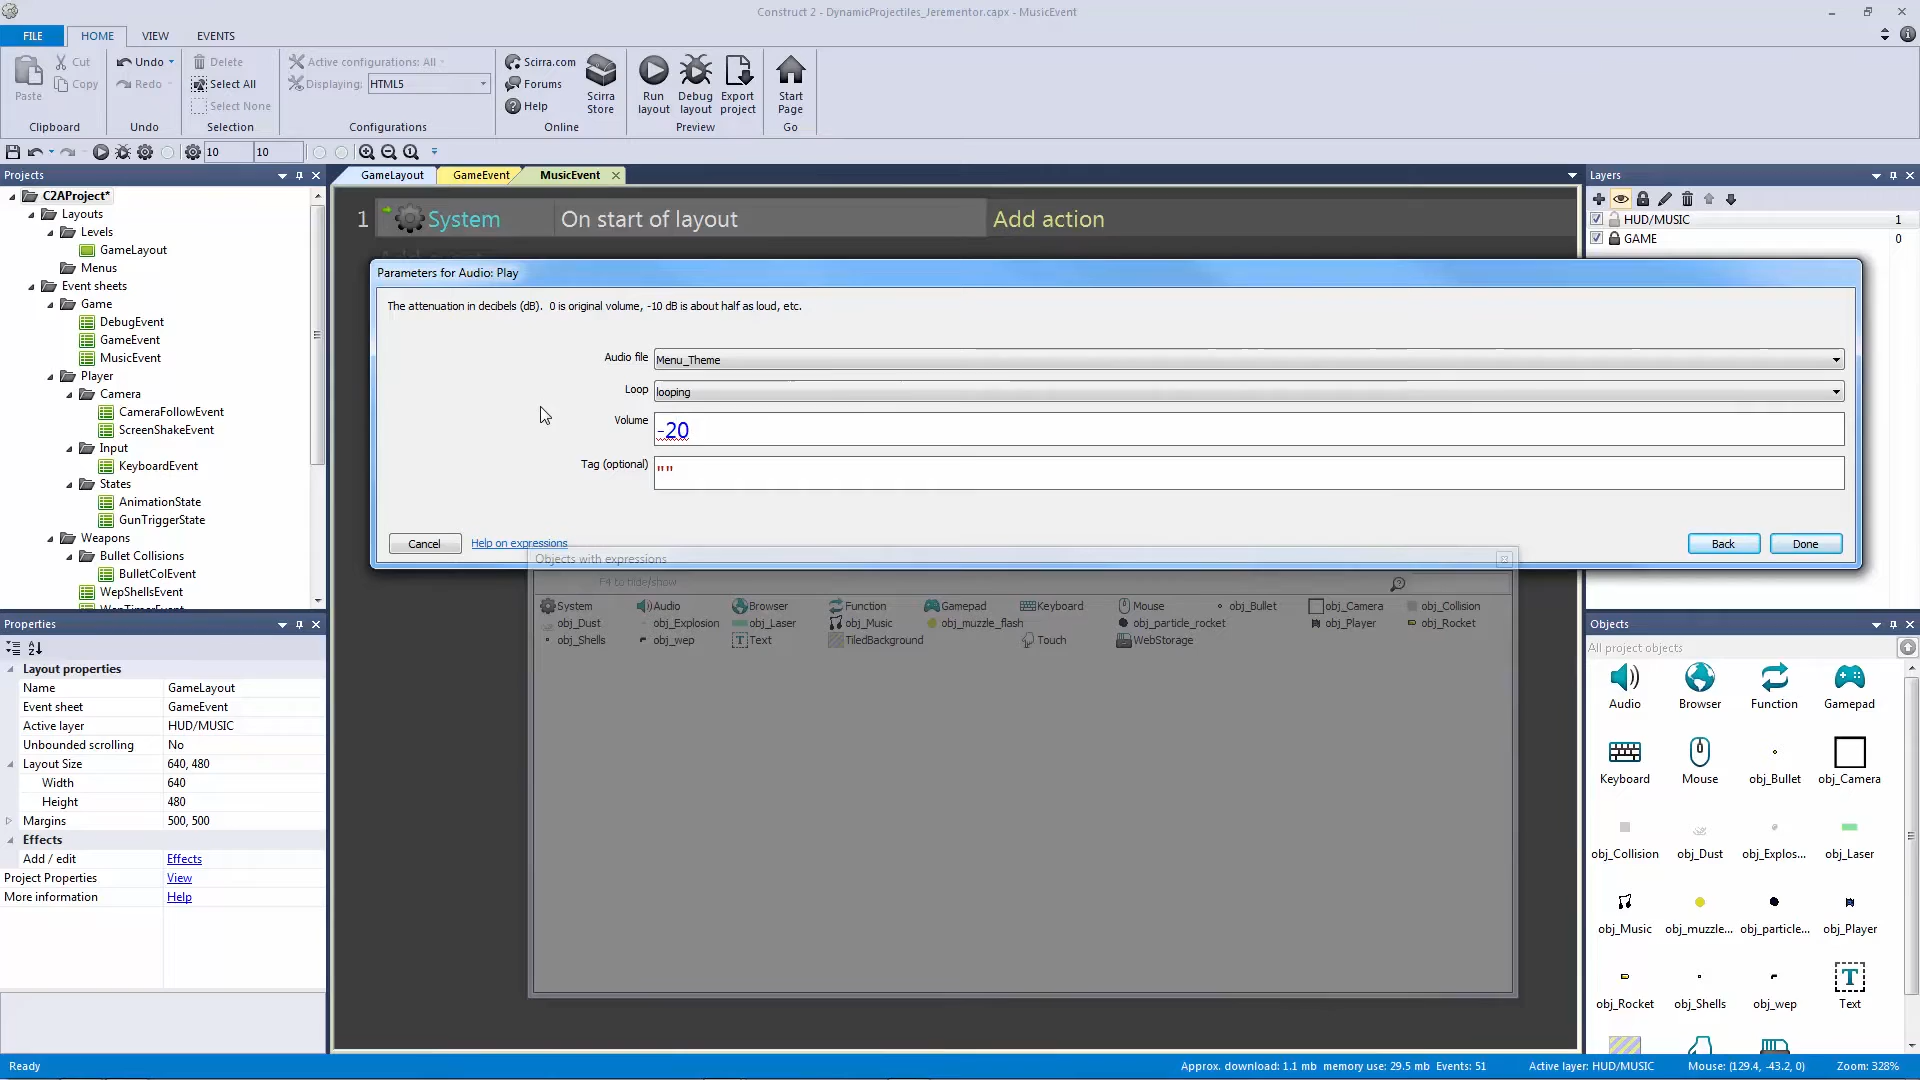 Construct 2 - DynamicProjectiles_Jerementor.capx - MusicEvent
FILE HOME VIEW EVENTS
Paste
Cut
Copy
Clipboard
Undo
Redo
Undo
Delete
Select All
Select None
Selection
Active configurations: All
Displaying: HTML5
Configurations
Scirra.com
Forums
Help
Scirra Store
Online
Run layout
Debug layout
Export project
Preview
Start Page
Go
10 10
Projects
C2AProject*
Layouts
Levels
GameLayout
Menus
Event sheets
Game
DebugEvent
GameEvent
MusicEvent
Player
Camera
CameraFollowEvent
ScreenShakeEvent
Input
KeyboardEvent
States
AnimationState
GunTriggerState
Weapons
Bullet Collisions
BulletColEvent
WepShellsEvent
WepTimerEvent
Properties
Layout properties
Name GameLayout
Event sheet GameEvent
Active layer HUD/MUSIC
Unbounded scrolling No
Layout Size 640, 480
Width 640
Height 480
Margins 500, 500
Effects
Add / edit Effects
Project Properties View
More information Help
GameLayout GameEvent MusicEvent
1 System On start of layout Add action
Parameters for Audio: Play
The attenuation in decibels (dB). 0 is original volume, -10 dB is about half as loud, etc.
Audio file Menu_Theme
Loop looping
Volume -20
Tag (optional) ""
Cancel Help on expressions Back Done
Objects with expressions
F4 to hide/show
System Audio Browser Function Gamepad Keyboard Mouse obj_Bullet obj_Camera obj_Collision
obj_Dust obj_Explosion obj_Laser obj_Music obj_muzzle_flash obj_particle_rocket obj_Player obj_Rocket
obj_Shells obj_wep Text TiledBackground Touch WebStorage
Layers
HUD/MUSIC 1
GAME 0
Objects
All project objects
Audio Browser Function Gamepad
Keyboard Mouse obj_Bullet obj_Camera
obj_Collision obj_Dust obj_Explos... obj_Laser
obj_Music obj_muzzle... obj_particle... obj_Player
obj_Rocket obj_Shells obj_wep Text
Ready
Approx. download: 1.1 mb memory use: 29.5 mb Events: 51 Active layer: HUD/MUSIC Mouse: (129.4, -43.2, 0) Zoom: 328%